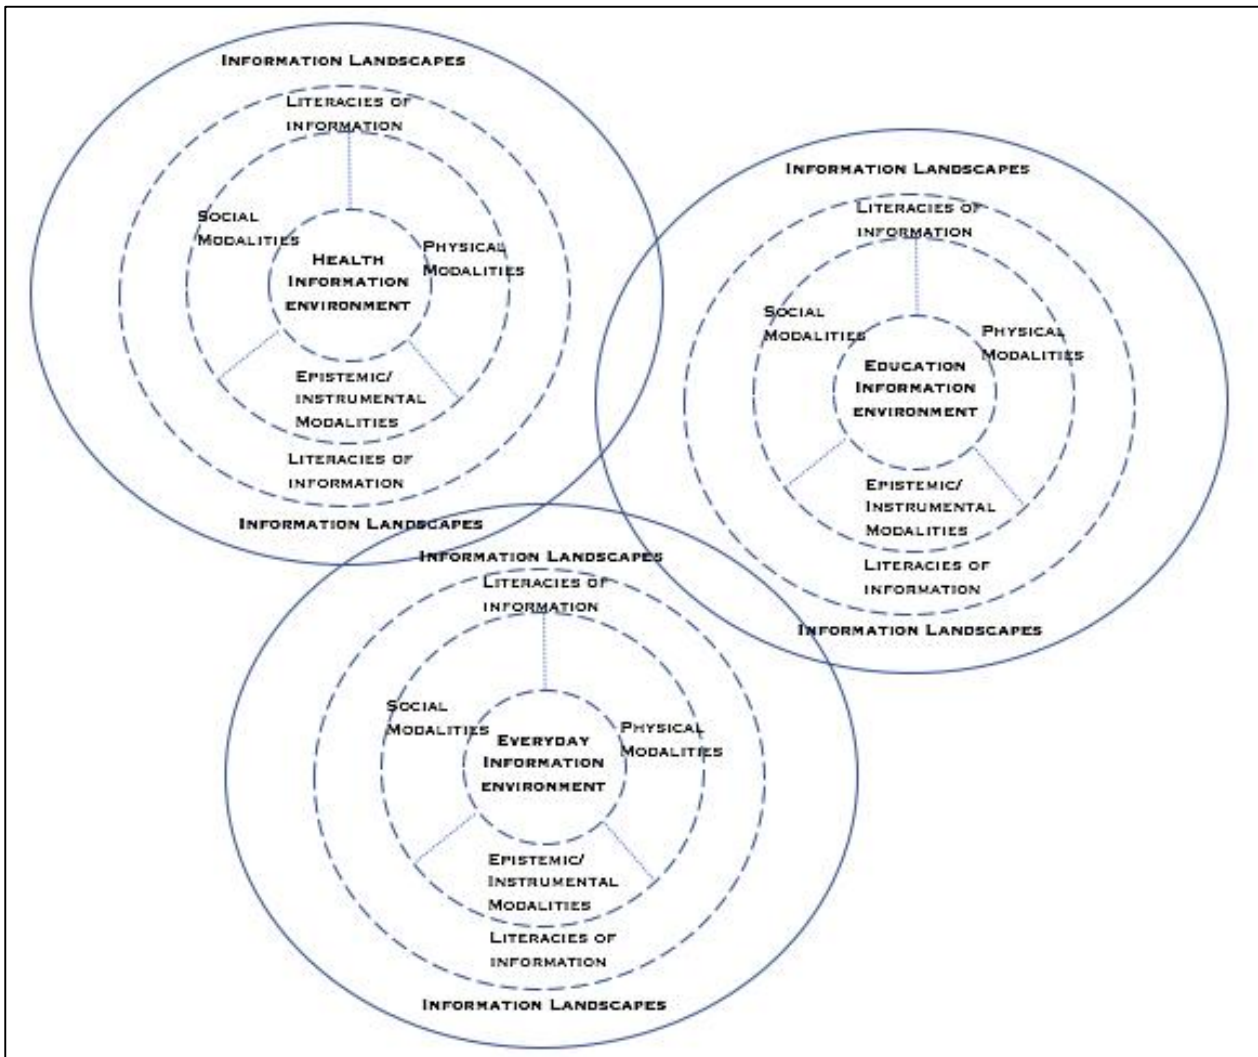 Information Landscapes
Literacies of
information
Social
Modalities
Physical
Modalities
Health
Information
environment
Epistemic/
instrumental
Modalities
Literacies of
information
Information Landscapes
Information Landscapes
Literacies of
information
Social
Modalities
Physical
Modalities
Education
Information
environment
Epistemic/
Instrumental
Modalities
Literacies of
information
Information Landscapes
Information Landscapes
Literacies of
information
Social
Modalities
Physical
Modalities
Everyday
Information
environment
Epistemic/
Instrumental
Modalities
Literacies of
information
Information Landscapes